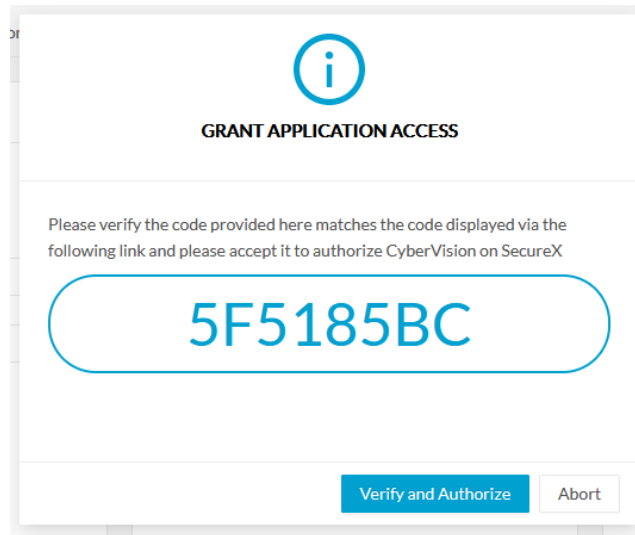 GRANT APPLICATION ACCESS
Please verify the code provided here matches the code displayed via the
following link and please accept it to authorize CyberVision on SecureX
5F5185BC
Verify and Authorize
Abort